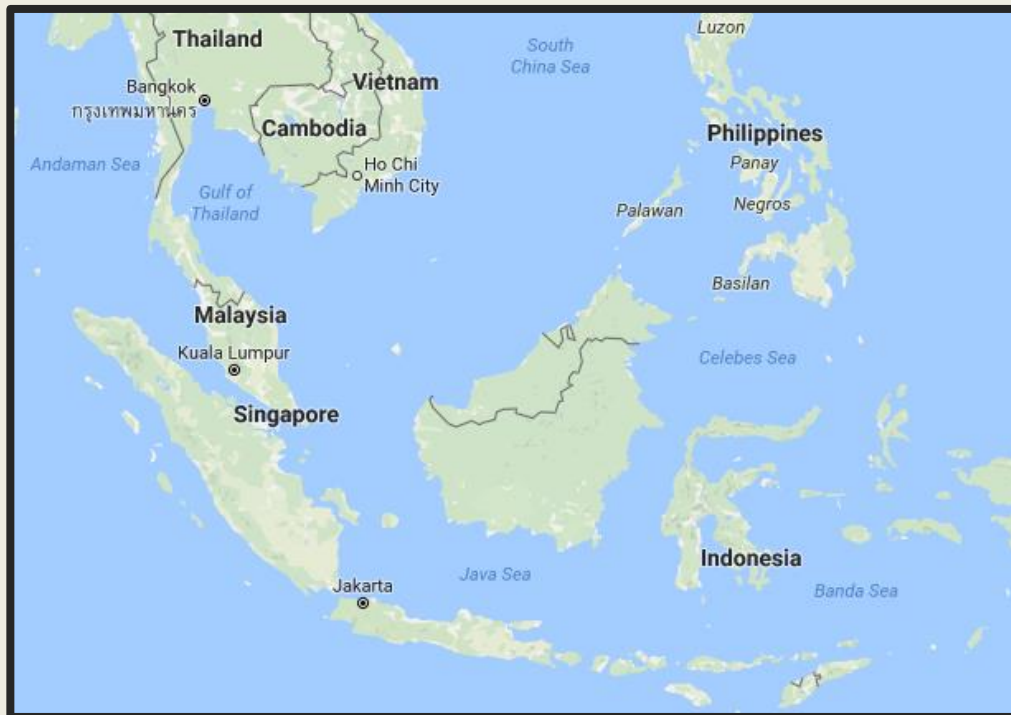 Luzon
Thailand
South
China Sea
Vietnam
Bangkok
กรุงเทพมหานคร
Cambodia
Philippines
Andaman Sea
Ho Chi
Minh City
Panay
Gulf of
Thailand
Palawan
Negros
Basilan
Malaysia
Kuala Lumpur
Celebes Sea
Singapore
Indonesia
Java Sea
Jakarta
Banda Sea